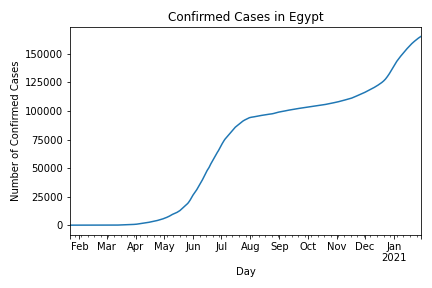 Confirmed Cases in Egypt
Number of Confirmed Cases
150000
125000
100000
75000
50000
25000
0
Feb Mar Apr May Jun Jul Aug Sep Oct Nov Dec Jan
2021
Day